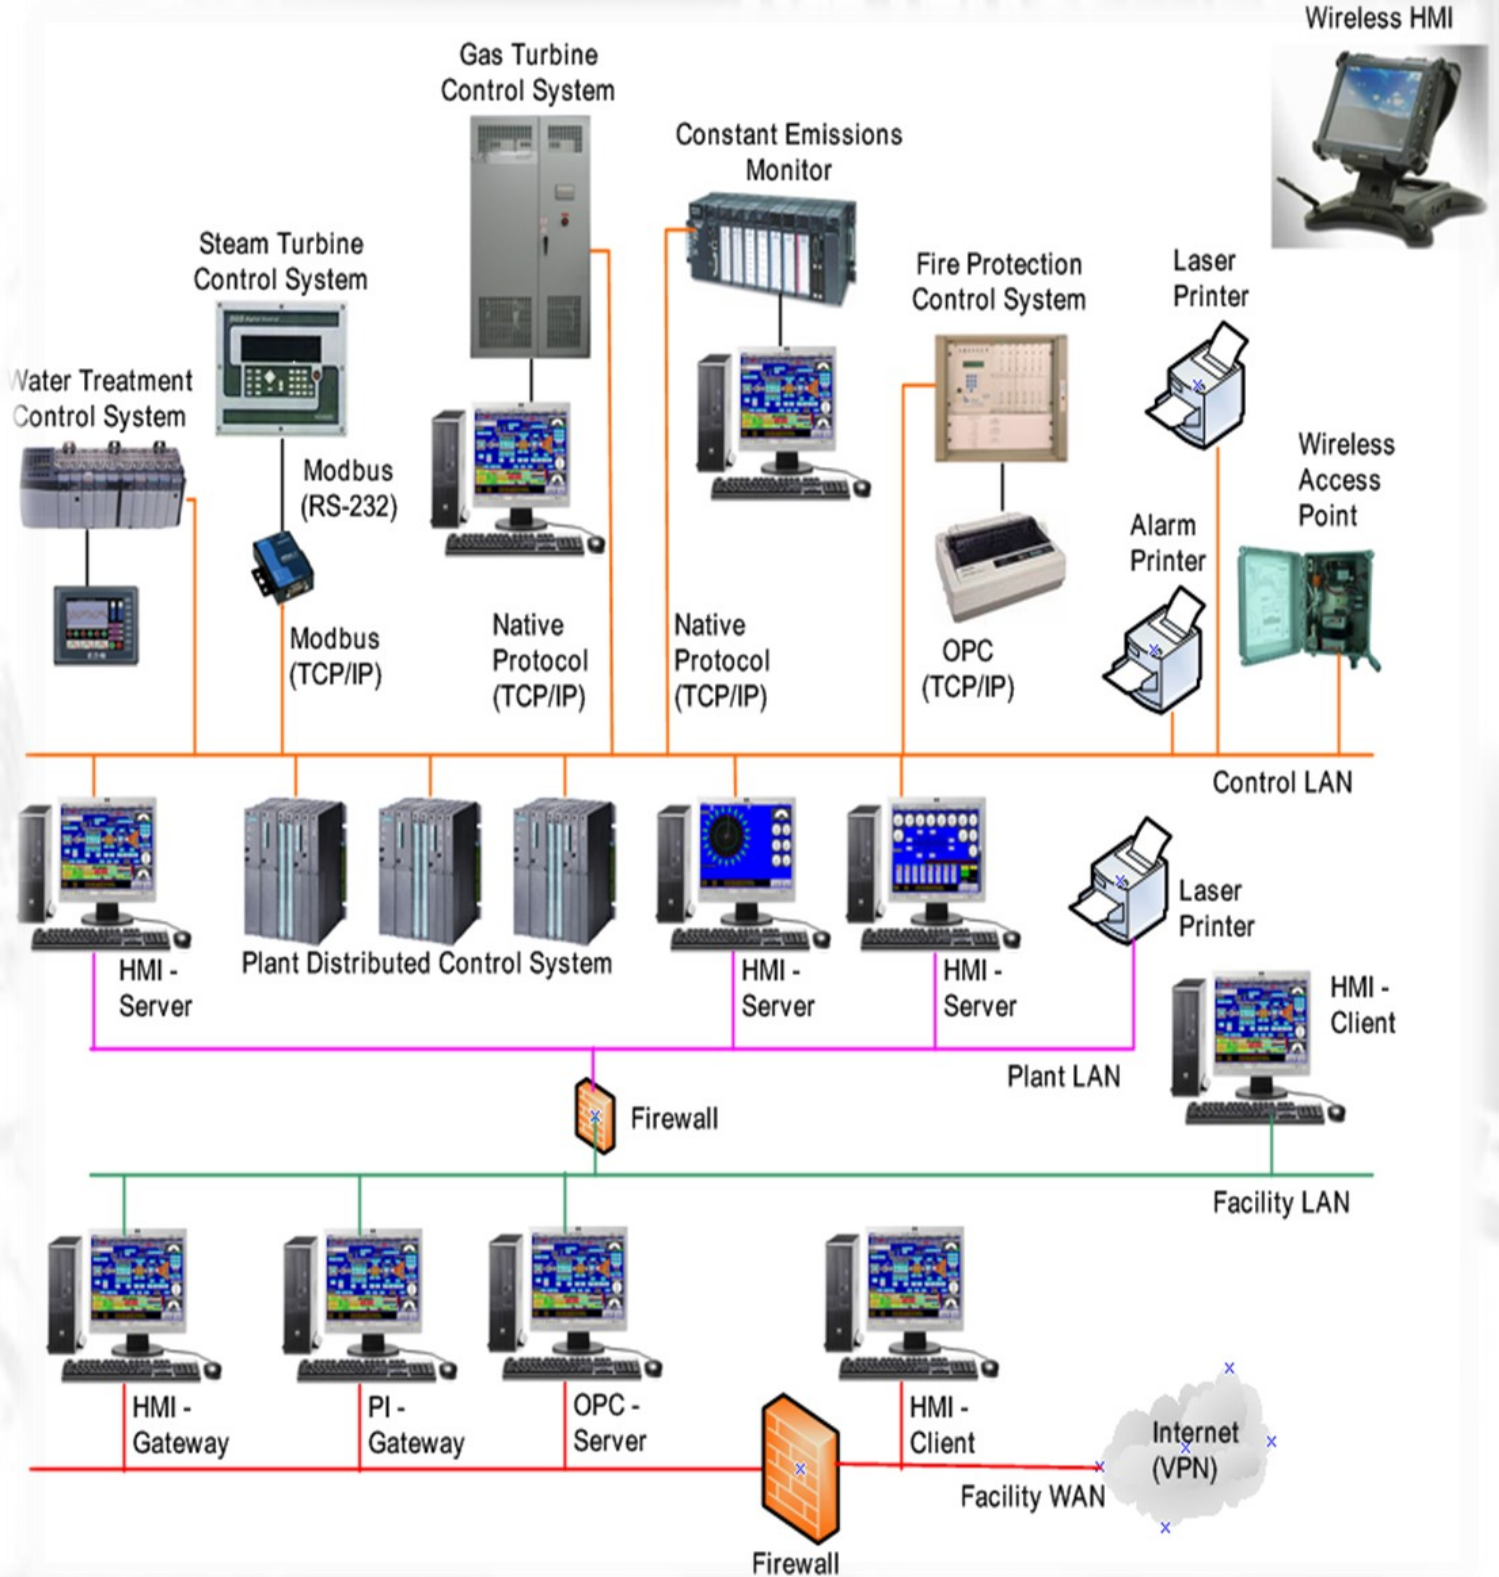 Wireless HMI
Gas Turbine
Control System
Constant Emissions
Monitor
Steam Turbine
Control System
Fire Protection
Control System
Laser
Printer
Water Treatment
Control System
Modbus
(RS-232)
Wireless
Access
Point
Alarm
Printer
Modbus
(TCP/IP)
Native
Protocol
(TCP/IP)
Native
Protocol
(TCP/IP)
OPC
(TCP/IP)
Control LAN
HMI -
Server
Plant Distributed Control System
HMI -
Server
HMI -
Server
Laser
Printer
HMI -
Client
Plant LAN
Firewall
Facility LAN
HMI -
Gateway
PI -
Gateway
OPC -
Server
HMI -
Client
Internet
(VPN)
Facility WAN
Firewall